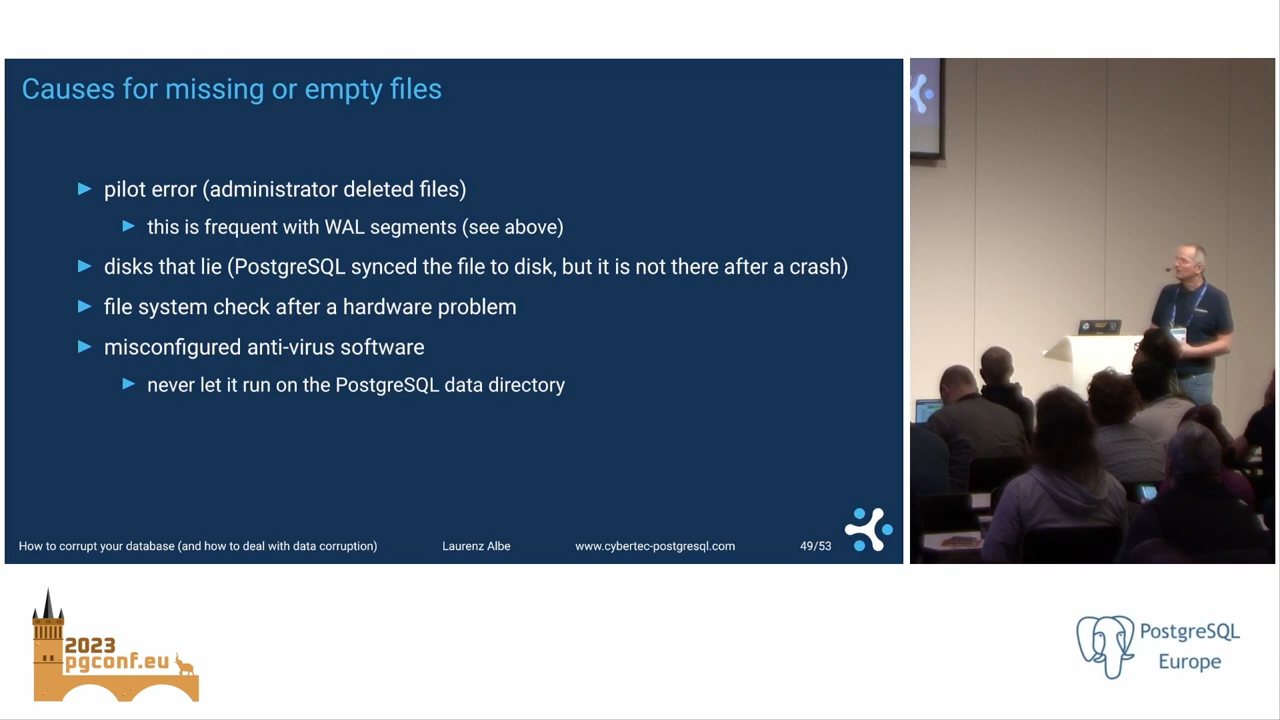 Causes for missing or empty files
pilot error (administrator deleted files)
this is frequent with WAL segments (see above)
disks that lie (PostgreSQL synced the file to disk, but it is not there after a crash)
file system check after a hardware problem
misconfigured anti-virus software
never let it run on the PostgreSQL data directory
How to corrupt your database (and how to deal with data corruption) Laurenz Albe www.cybertec-postgresql.com 49/53
2023
pgconf.eu
PostgreSQL
Europe